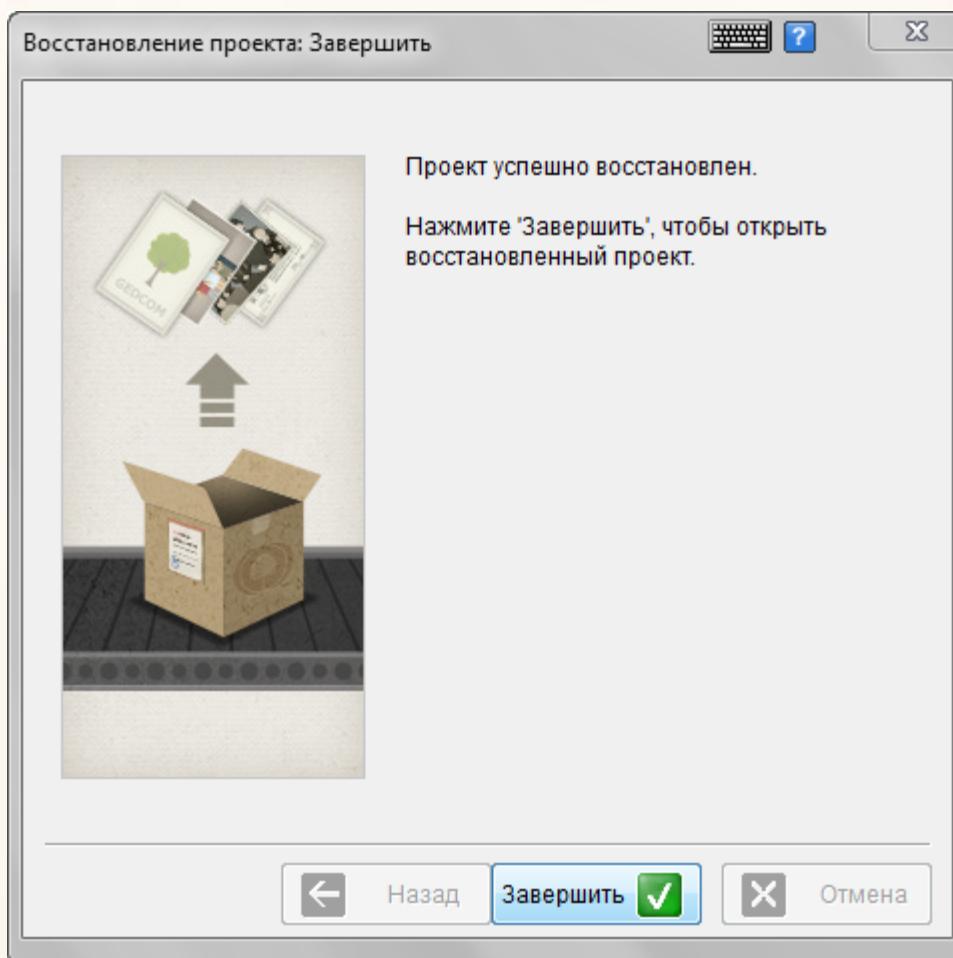 Восстановление проекта: Завершить
?
Проект успешно восстановлен.
Нажмите 'Завершить', чтобы открыть
восстановленный проект.
GEDCOM
Назад
Завершить
Отмена